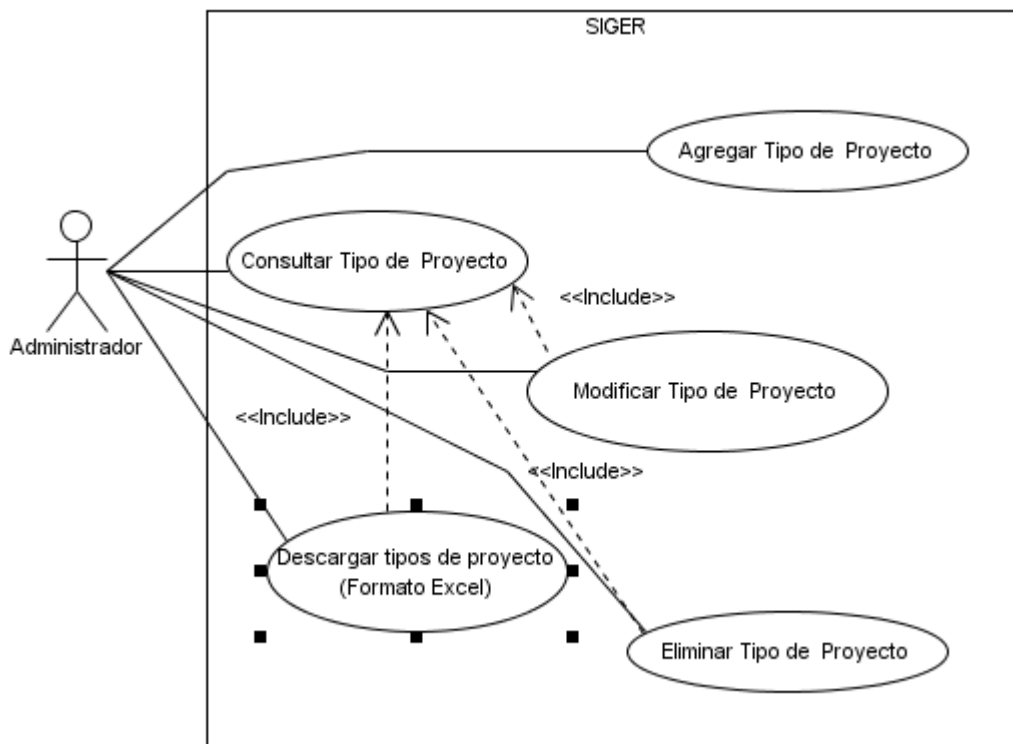 SIGER
Agregar Tipo de Proyecto
Consultar Tipo de Proyecto
<<Include>>
Administrador
Modificar Tipo de Proyecto
<<Include>>
<<Include>>
Descargar tipos de proyecto
(Formato Excel)
Eliminar Tipo de Proyecto